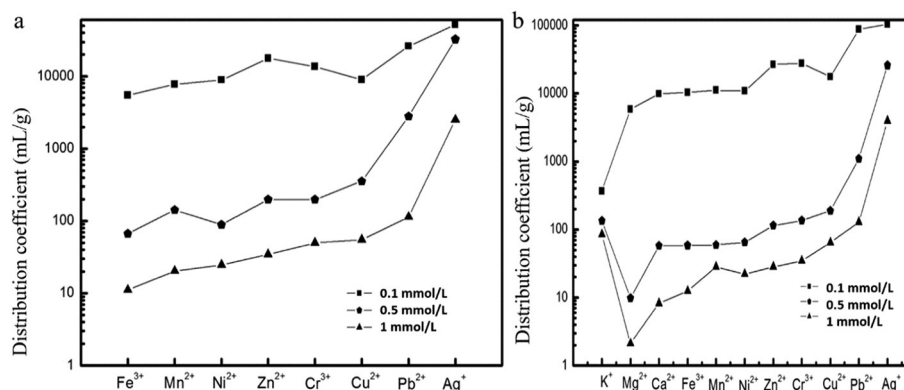 a
Distribution coefficient (mL/g)
10000
1000
100
10
1
0.1 mmol/L
0.5 mmol/L
1 mmol/L
Fe³⁺ Mn²⁺ Ni²⁺ Zn²⁺ Cr³⁺ Cu²⁺ Pb²⁺ Ag⁺
b
Distribution coefficient (mL/g)
100000
10000
1000
100
10
1
0.1 mmol/L
0.5 mmol/L
1 mmol/L
K⁺ Mg²⁺ Ca²⁺ Fe³⁺ Mn²⁺ Ni²⁺ Zn²⁺ Cr³⁺ Cu²⁺ Pb²⁺ Ag⁺